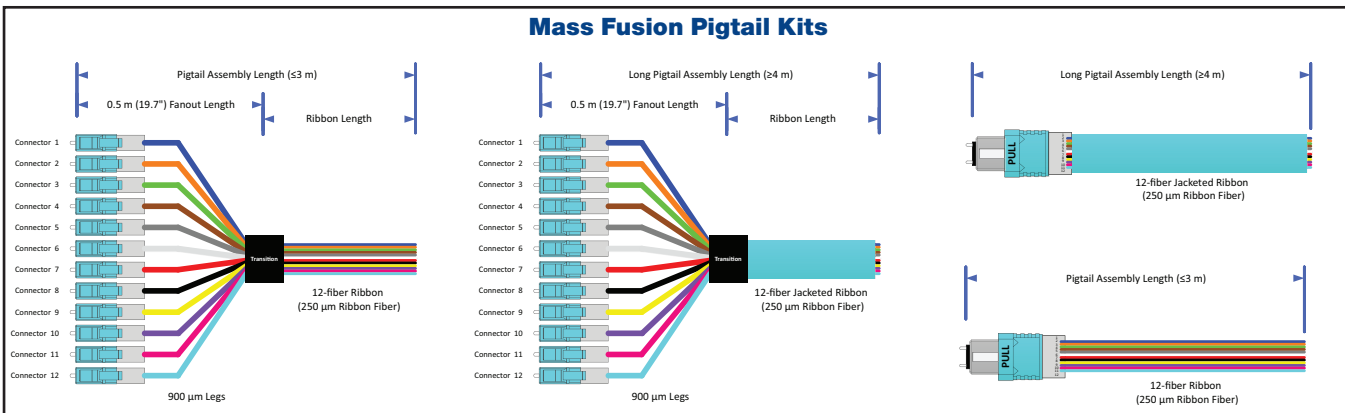 Mass Fusion Pigtail Kits
Pigtail Assembly Length (≤3 m)
0.5 m (19.7") Fanout Length
Ribbon Length
Connector 1
Connector 2
Connector 3
Connector 4
Connector 5
Connector 6
Connector 7
Connector 8
Connector 9
Connector 10
Connector 11
Connector 12
Transition
12-fiber Ribbon
(250 µm Ribbon Fiber)
900 µm Legs
Long Pigtail Assembly Length (≥4 m)
0.5 m (19.7") Fanout Length
Ribbon Length
Connector 1
Connector 2
Connector 3
Connector 4
Connector 5
Connector 6
Connector 7
Connector 8
Connector 9
Connector 10
Connector 11
Connector 12
Transition
12-fiber Jacketed Ribbon
(250 µm Ribbon Fiber)
900 µm Legs
Long Pigtail Assembly Length (≥4 m)
PULL
12-fiber Jacketed Ribbon
(250 µm Ribbon Fiber)
Pigtail Assembly Length (≤3 m)
PULL
12-fiber Ribbon
(250 µm Ribbon Fiber)